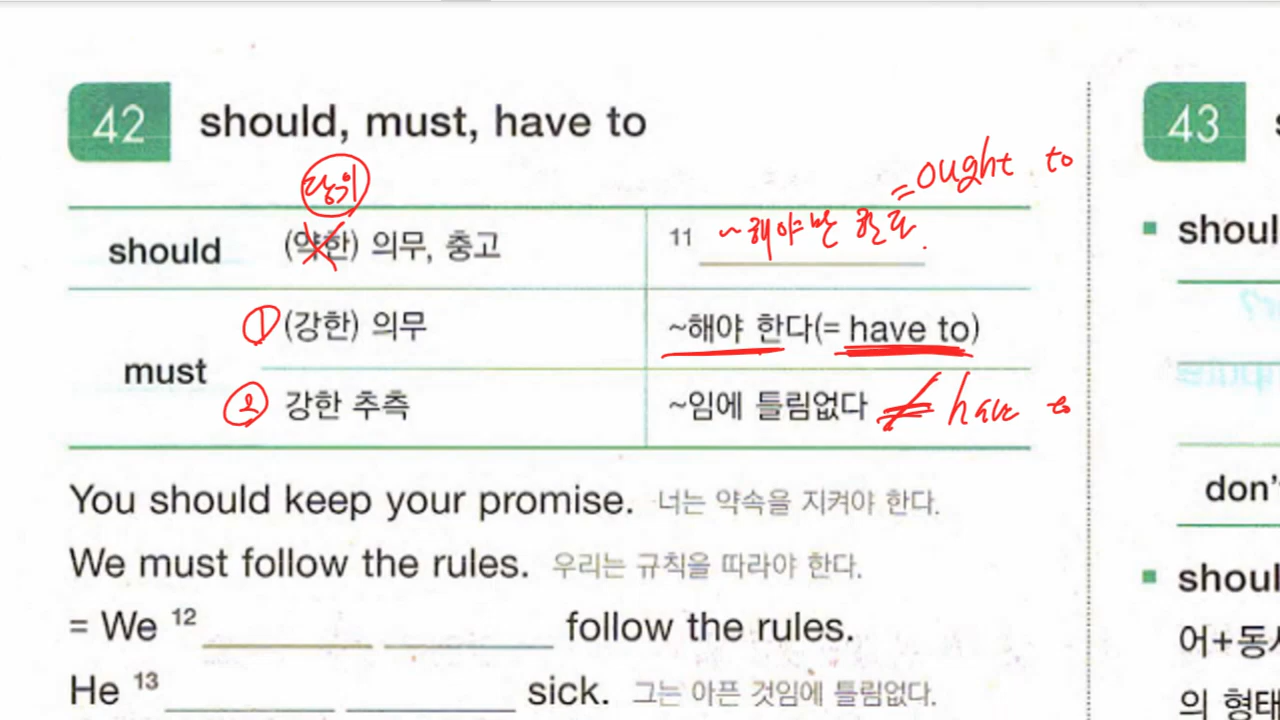 42 should, must, have to
43
당위
= ought to
should (약한) 의무, 충고 11 ~해야만 한다.
■ shoul
must ① (강한) 의무 ~해야 한다(= have to)
② 강한 추측 ~임에 틀림없다 ≠ have to
You should keep your promise. 너는 약속을 지켜야 한다.
don'
We must follow the rules. 우리는 규칙을 따라야 한다.
■ shoul
= We 12 follow the rules.
어+동
He 13 sick. 그는 아픈 것임에 틀림없다.
의 형태